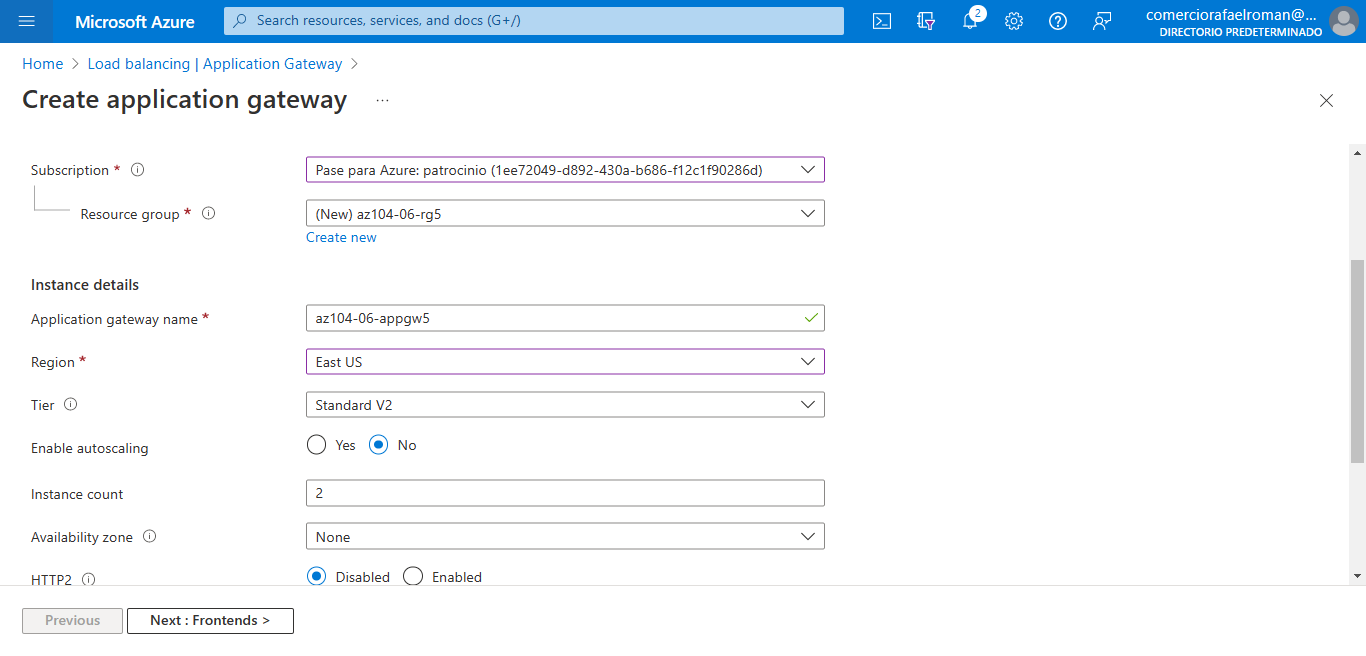 Microsoft Azure
Search resources, services, and docs (G+/)
2
comerciorafaelroman@...
DIRECTORIO PREDETERMINADO
Home > Load balancing | Application Gateway >
Create application gateway ...
Subscription *
Pase para Azure: patrocinio (1ee72049-d892-430a-b686-f12c1f90286d)
Resource group *
(New) az104-06-rg5
Create new
Instance details
Application gateway name *
az104-06-appgw5
Region *
East US
Tier
Standard V2
Enable autoscaling
Yes No
Instance count
2
Availability zone
None
HTTP2
Disabled Enabled
Previous
Next : Frontends >